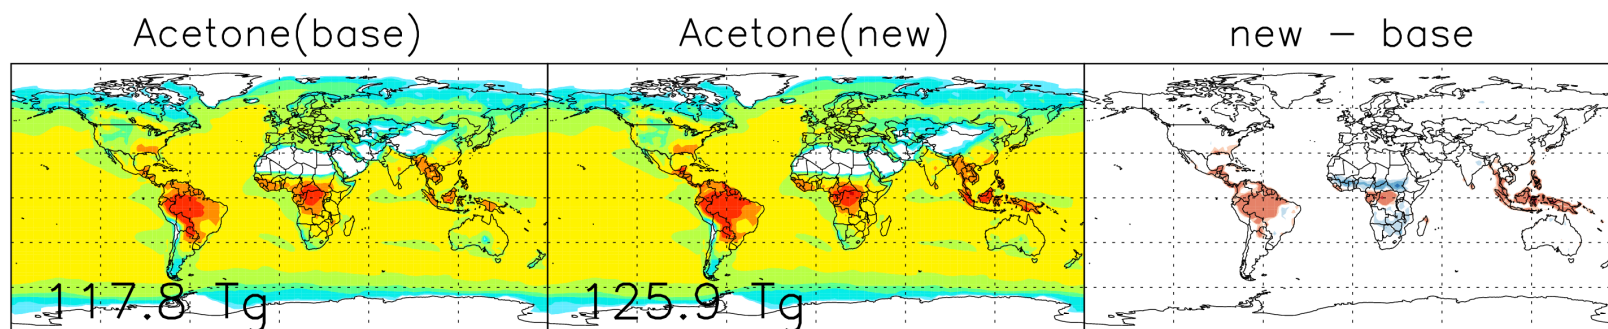 Acetone(base)
Acetone(new)
new − base
117.8 Tg
125.9 Tg